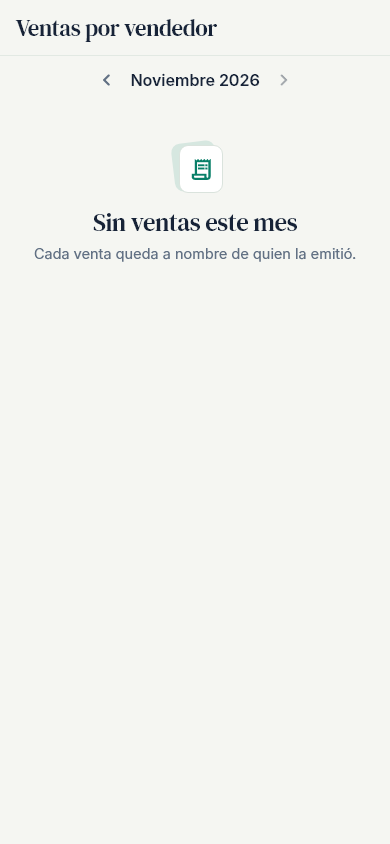 Ventas por vendedor
Noviembre 2026
Sin ventas este mes
Cada venta queda a nombre de quien la emitió.